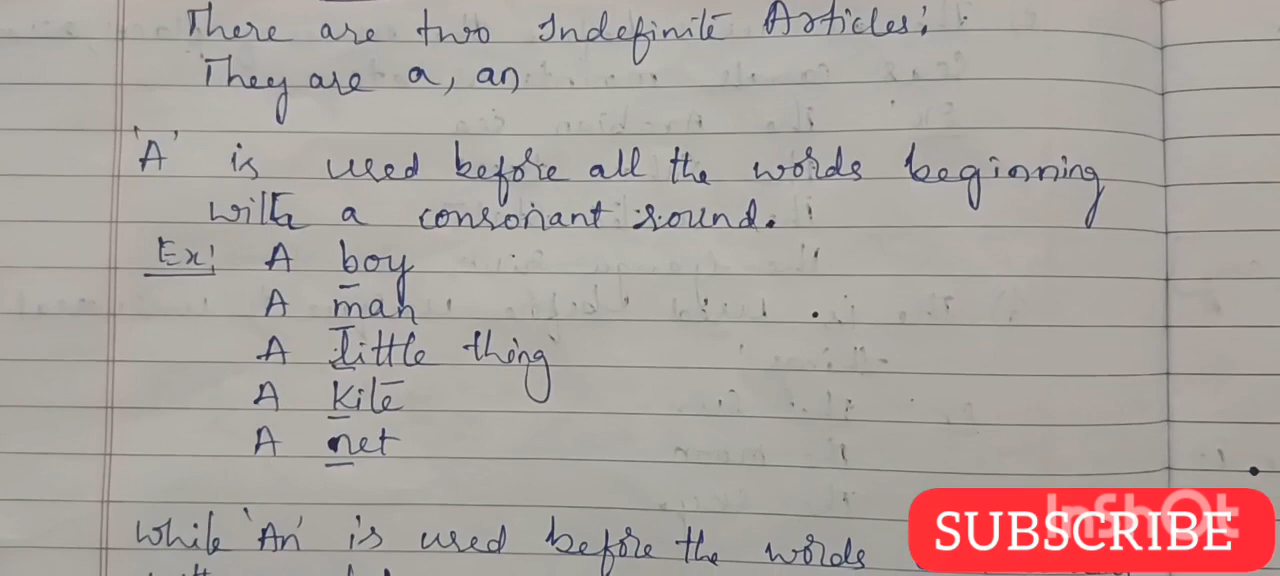 There are two Indefinite Articles:
They are a, an
'A' is used before all the words beginning
with a consonant sound.
Ex: A boy
A man
A little thing
A kite
A net
While 'An' is used before the words
InShOt
SUBSCRIBE